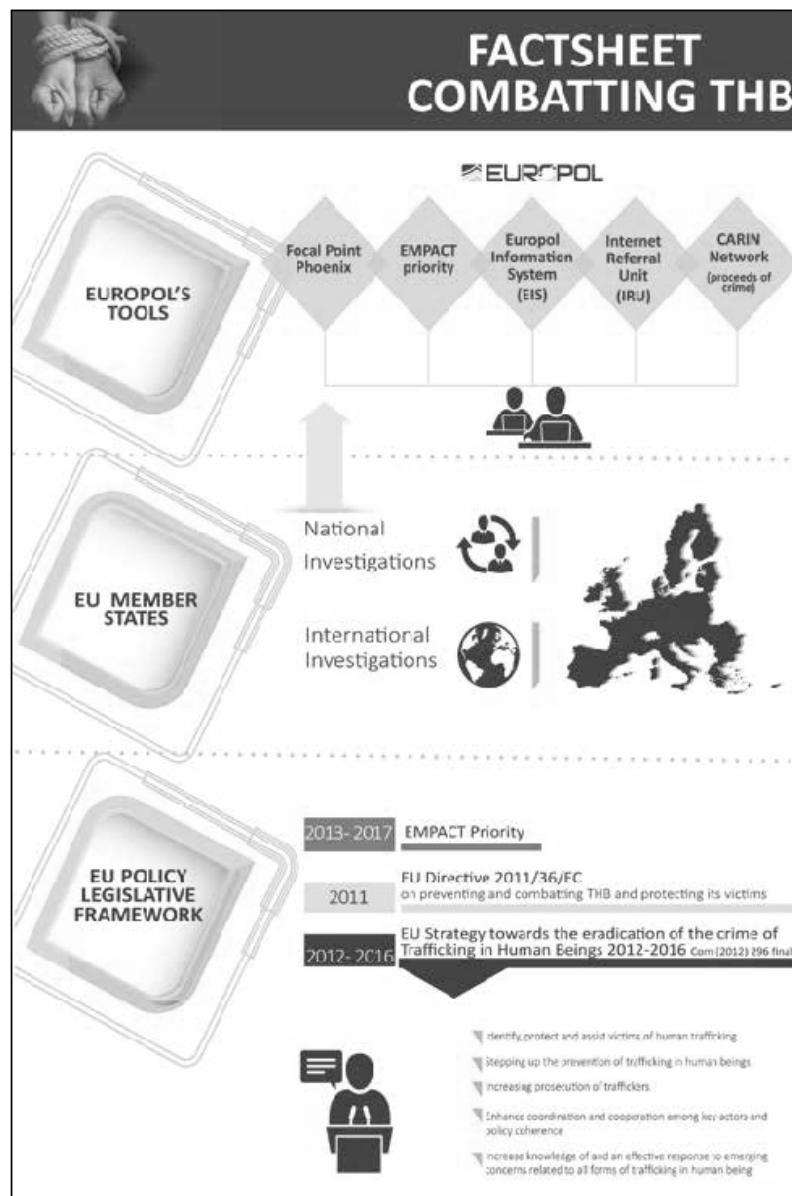 FACTSHEET
COMBATTING THB
EUROPOL
EUROPOL'S
TOOLS
Focal Point
Phoenix
EMPACT
priority
Europol
Information
System
(EIS)
Internet
Referral
Unit
(IRU)
CARIN
Network
(proceeds of
crime)
EU MEMBER
STATES
National
Investigations
International
Investigations
EU POLICY
LEGISLATIVE
FRAMEWORK
2013-2017 EMPACT Priority
2011 EU Directive 2011/36/EC
on preventing and combatting THB and protecting its victims
2012-2016 EU Strategy towards the eradication of the crime of
Trafficking in Human Beings 2012-2016 Com(2012) 296 final
Identify, protect and assist victims of human trafficking
Stepping up the prevention of trafficking in human beings
Increasing prosecution of traffickers
Enhance coordination and cooperation among key actors and
policy coherence
Increase knowledge of and an effective response to emerging
concerns related to all forms of trafficking in human being